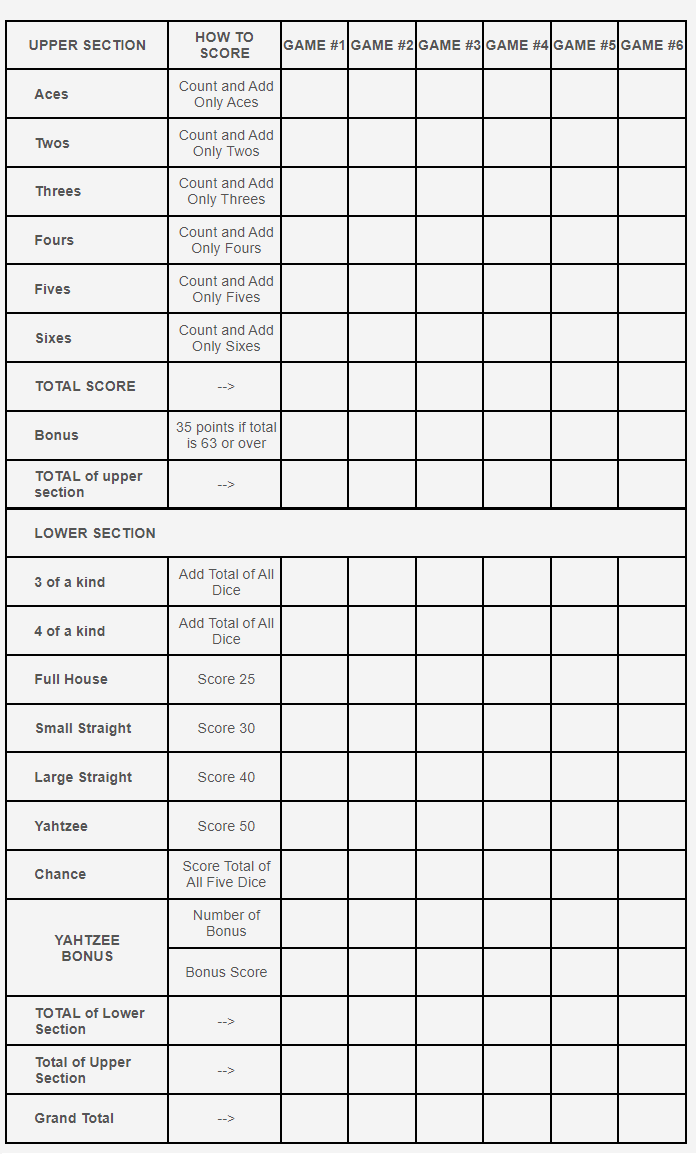 UPPER SECTION
HOW TO
SCORE
GAME #1
GAME #2
GAME #3
GAME #4
GAME #5
GAME #6
Aces
Count and Add
Only Aces
Twos
Count and Add
Only Twos
Threes
Count and Add
Only Threes
Fours
Count and Add
Only Fours
Fives
Count and Add
Only Fives
Sixes
Count and Add
Only Sixes
TOTAL SCORE
-->
Bonus
35 points if total
is 63 or over
TOTAL of upper
section
-->
LOWER SECTION
3 of a kind
Add Total of All
Dice
4 of a kind
Add Total of All
Dice
Full House
Score 25
Small Straight
Score 30
Large Straight
Score 40
Yahtzee
Score 50
Chance
Score Total of
All Five Dice
YAHTZEE
BONUS
Number of
Bonus
Bonus Score
TOTAL of Lower
Section
-->
Total of Upper
Section
-->
Grand Total
-->